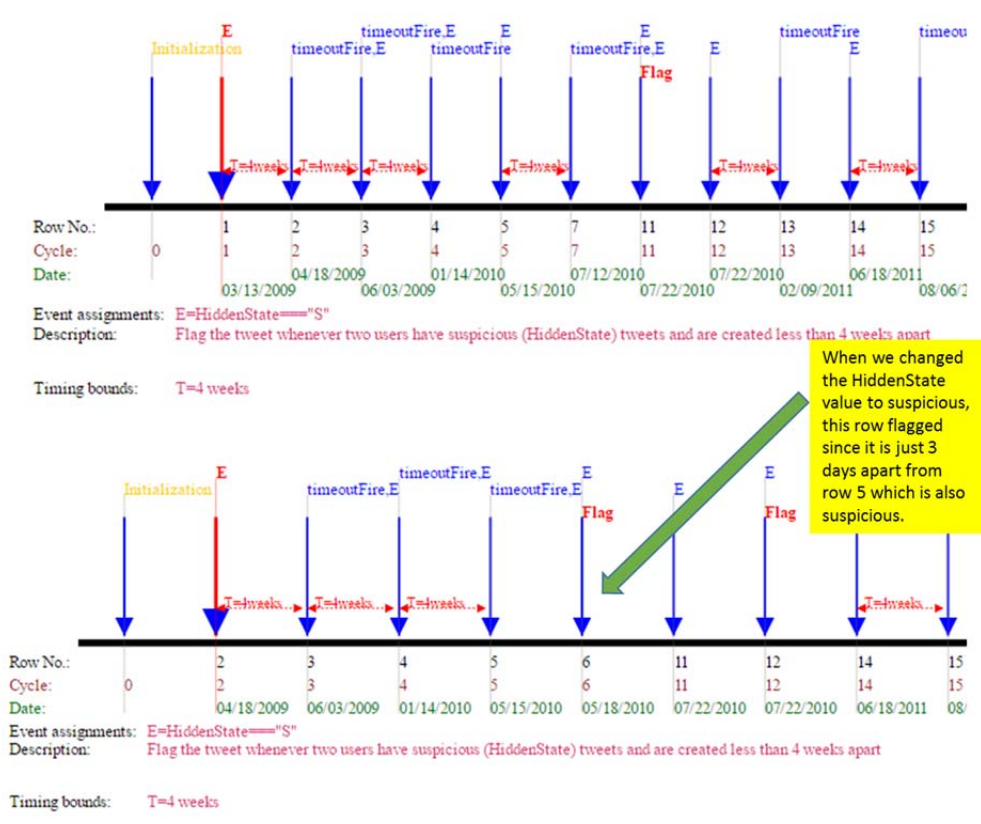 E timeoutFire,E E E timeoutFire timeou
Initialization timeoutFire,E timeoutFire timeoutFire,E E E
Flag
T=4weeks T=4weeks T=4weeks T=4weeks T=4weeks T=4weeks
Row No.: 1 2 3 4 5 7 11 12 13 14 15
Cycle: 0 1 2 3 4 5 7 11 12 13 14 15
Date: 04/18/2009 01/14/2010 07/12/2010 07/22/2010 06/18/2011
03/13/2009 06/03/2009 05/15/2010 07/22/2010 02/09/2011 08/06/2
Event assignments: E=HiddenState==="S"
Description: Flag the tweet whenever two users have suspicious (HiddenState) tweets and are created less than 4 weeks apart
Timing bounds: T=4 weeks
When we changed
the HiddenState
value to suspicious,
this row flagged
since it is just 3
days apart from
row 5 which is also
suspicious.
E timeoutFire,E E E
Initialization timeoutFire,E timeoutFire,E E
Flag Flag
T=4weeks T=4weeks T=4weeks T=4weeks
Row No.: 2 3 4 5 6 11 12 14 15
Cycle: 0 2 3 4 5 6 11 12 14 15
Date: 04/18/2009 06/03/2009 01/14/2010 05/15/2010 05/18/2010 07/22/2010 07/22/2010 06/18/2011 08/
Event assignments: E=HiddenState==="S"
Description: Flag the tweet whenever two users have suspicious (HiddenState) tweets and are created less than 4 weeks apart
Timing bounds: T=4 weeks